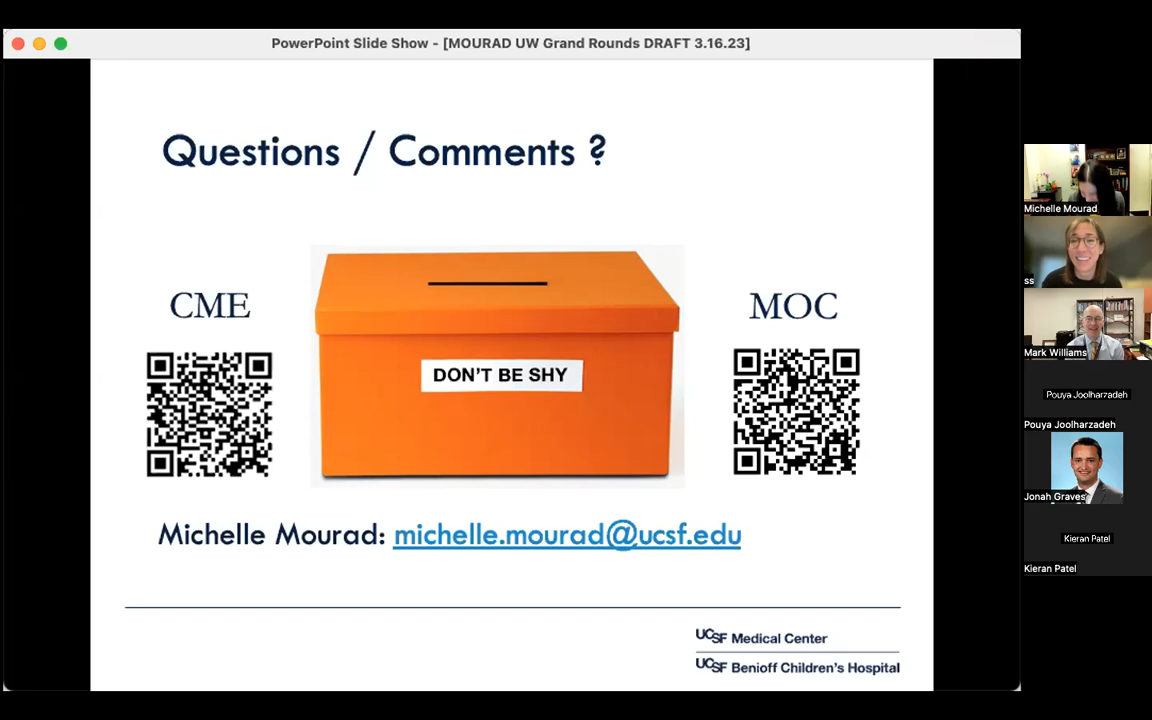 PowerPoint Slide Show - [MOURAD UW Grand Rounds DRAFT 3.16.23]
Questions / Comments ?
CME
DON'T BE SHY
MOC
Michelle Mourad: michelle.mourad@ucsf.edu
UCSF Medical Center
UCSF Benioff Children's Hospital
Michelle Mourad
ss
Mark Williams
Pouya Joolharzadeh
Pouya Joolharzadeh
Jonah Graves
Kieran Patel
Kieran Patel